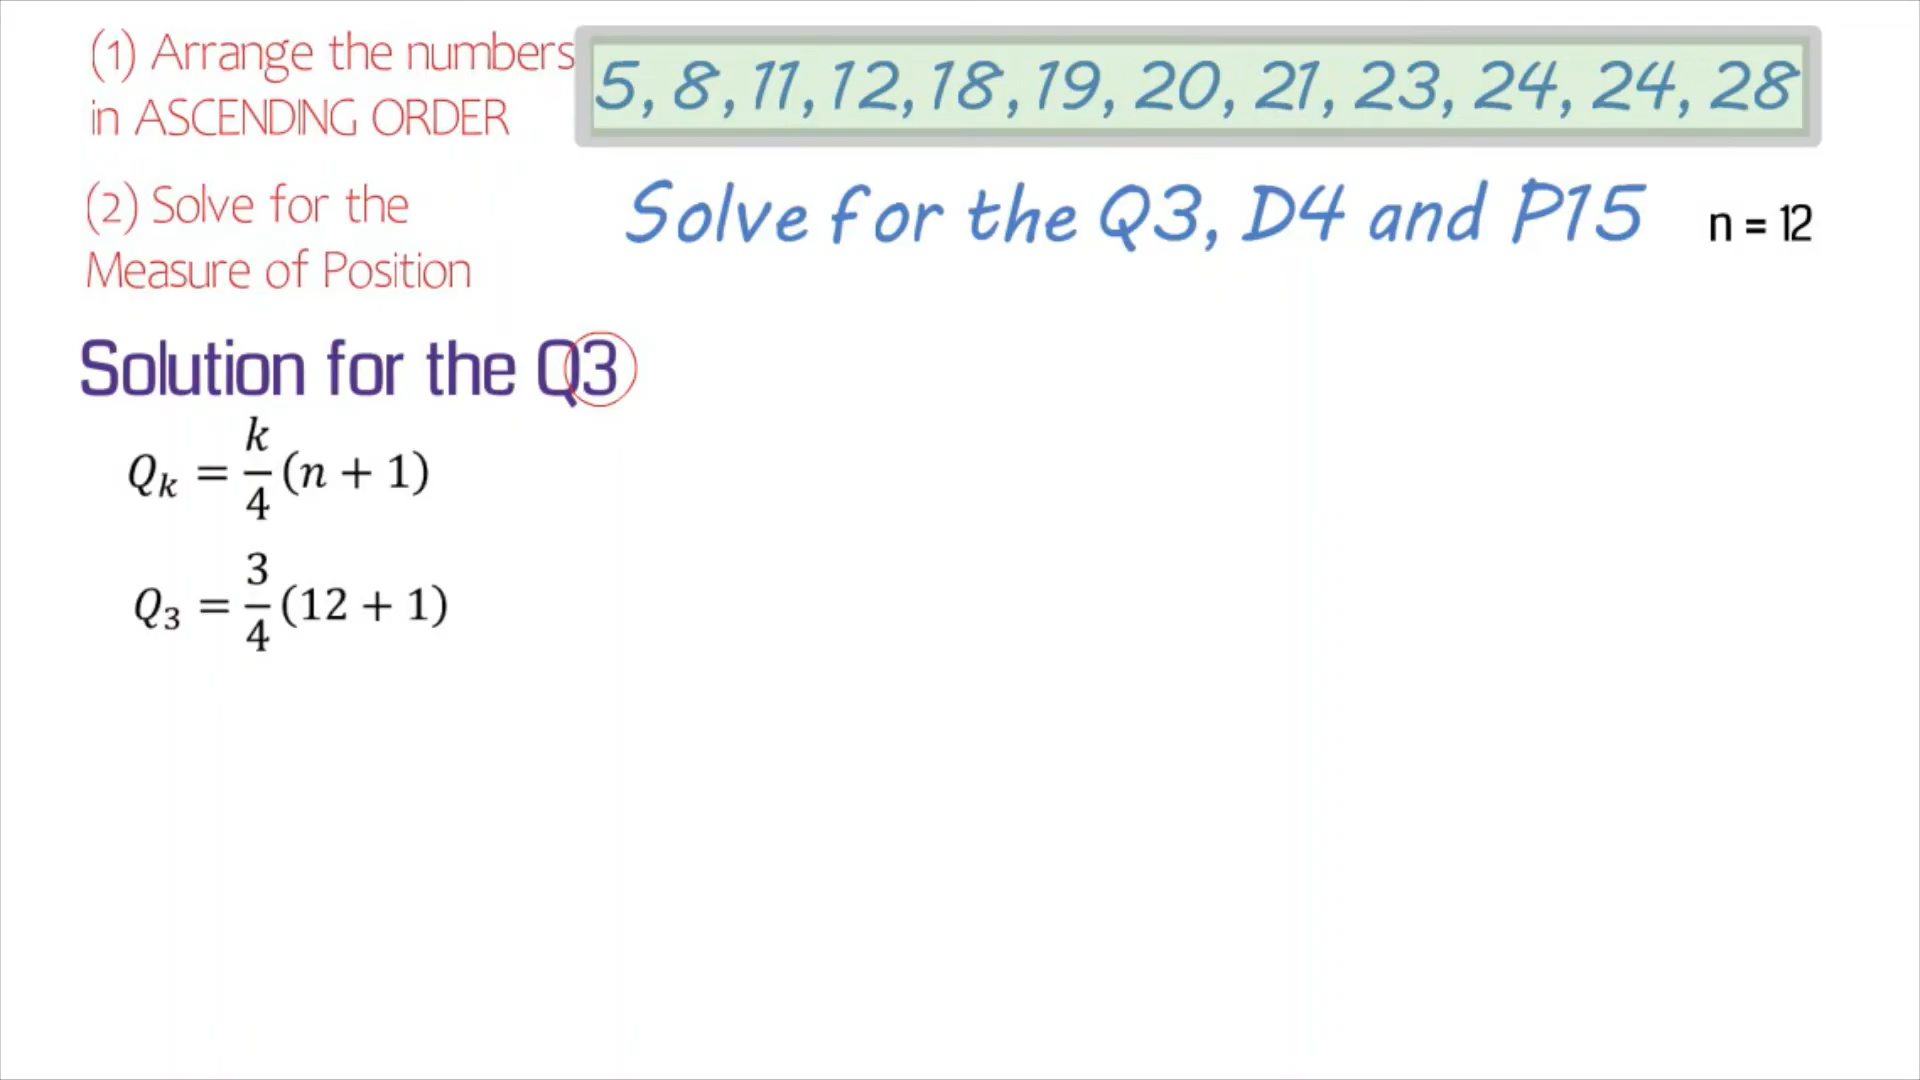 (1) Arrange the numbers
in ASCENDING ORDER
5, 8, 11, 12, 18, 19, 20, 21, 23, 24, 24, 28
(2) Solve for the
Measure of Position
Solve for the Q3, D4 and P15
n = 12
Solution for the Q3
Qₖ = k/4 (n + 1)
Q₃ = 3/4 (12 + 1)